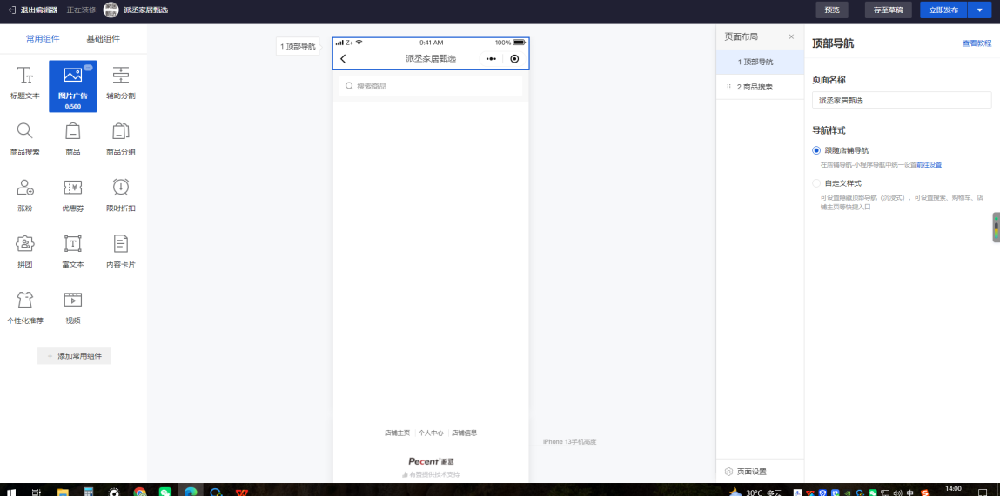 退出编辑器 正在装修 家居甄选 派丞家居甄选 预览 存至草稿 立即发布
常用组件 基础组件
标题文本 图片广告 0/500 辅助分割
商品搜索 商品 商品分组
涨粉 优惠券 限时折扣
拼团 富文本 内容卡片
个性化推荐 视频
+ 添加常用组件
1 顶部导航
Z+ 9:41 AM 100%
派丞家居甄选
搜索商品
店铺主页 个人中心 店铺信息
Pecent
有赞提供技术支持
iPhone 13手机高度
页面布局 ×
1 顶部导航
2 商品搜索
页面设置
顶部导航 查看教程
页面名称
派丞家居甄选
导航样式
跟随店铺导航
在店铺导航-小程序导航中统一设置前往设置
自定义样式
可设置隐藏顶部导航（沉浸式）、可设置搜索、购物车、店
铺主页等快捷入口
30°C 多云 中 14:00